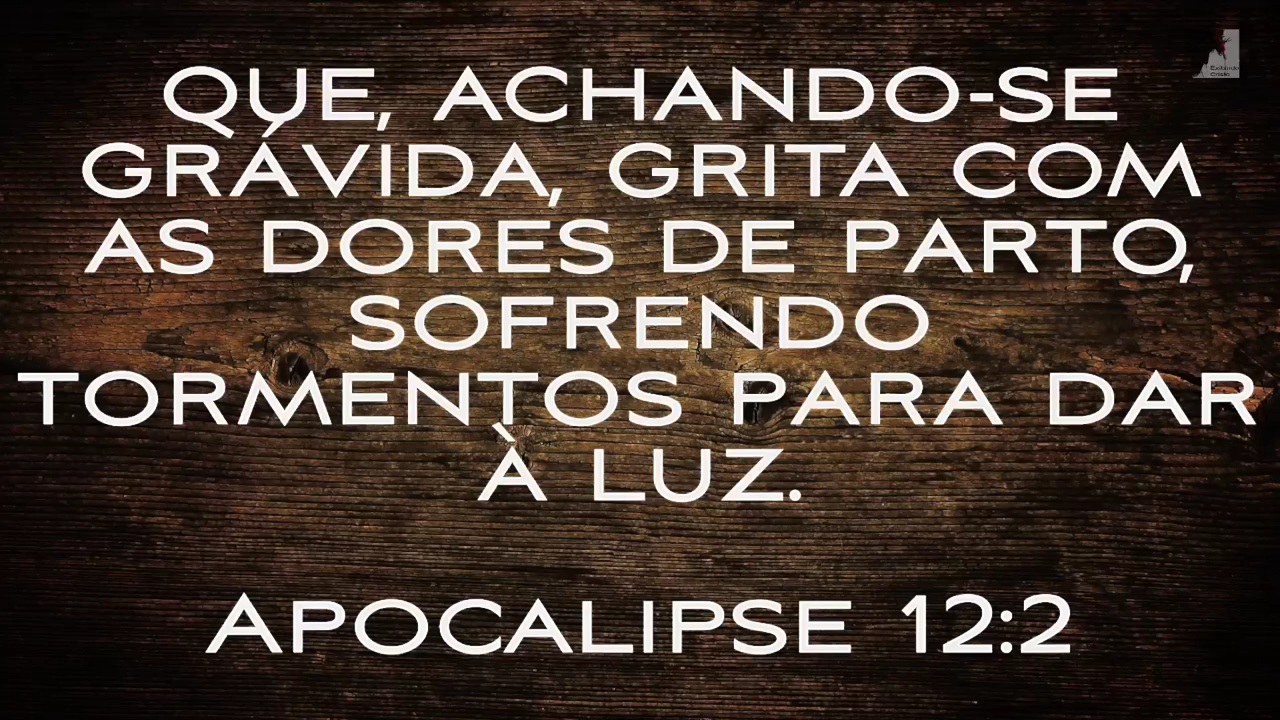 QUE, ACHANDO-SE
GRÁVIDA, GRITA COM
AS DORES DE PARTO,
SOFRENDO
TORMENTOS PARA DAR
À LUZ.
APOCALIPSE 12:2